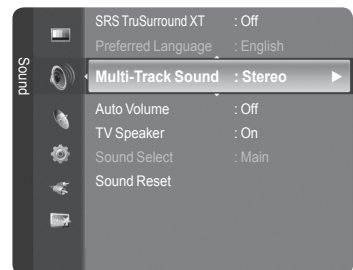 Sound
SRS TruSurround XT : Off
Preferred Language : English
Multi-Track Sound : Stereo
Auto Volume : Off
TV Speaker : On
Sound Select : Main
Sound Reset